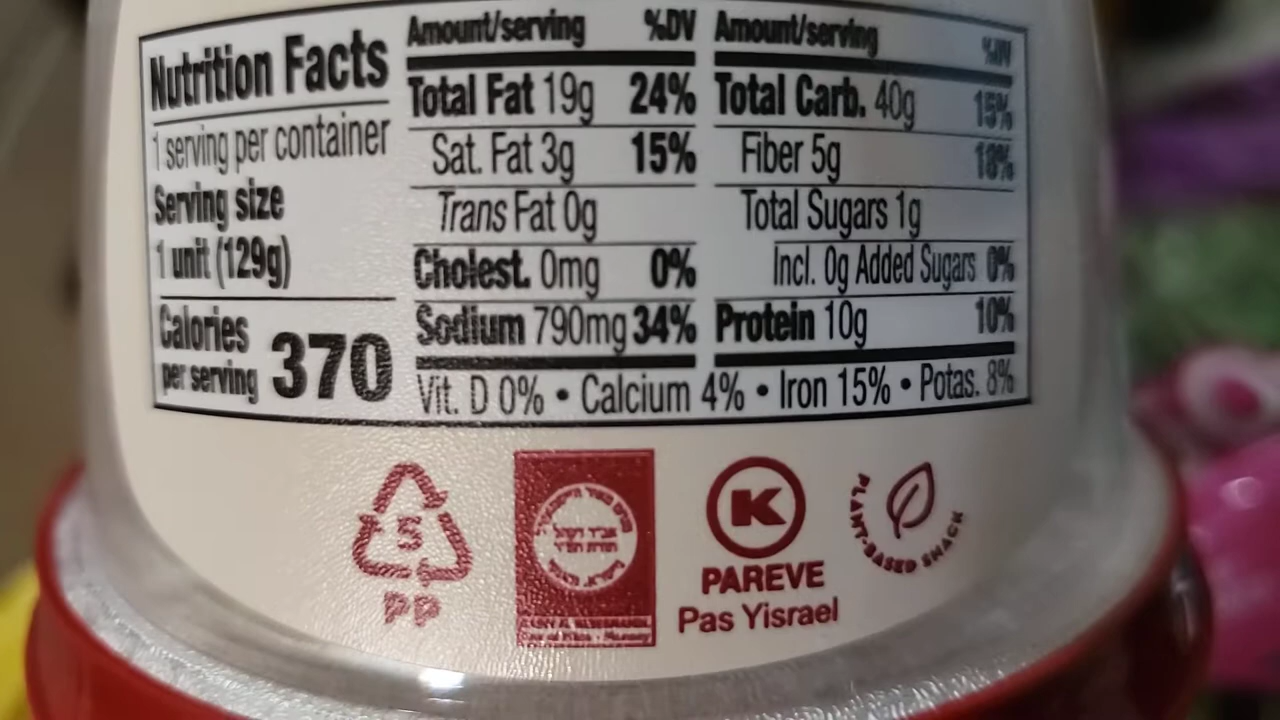 Nutrition Facts
1 serving per container
Serving size
1 unit (129g)
Calories
per serving 370
Amount/serving %DV
Total Fat 19g 24%
Sat. Fat 3g 15%
Trans Fat 0g
Cholest. 0mg 0%
Sodium 790mg 34%
Amount/serving %DV
Total Carb. 40g 15%
Fiber 5g 18%
Total Sugars 1g
Incl. 0g Added Sugars 0%
Protein 10g 10%
Vit. D 0% • Calcium 4% • Iron 15% • Potas. 8%
5
PP
K
PAREVE
Pas Yisrael
PLANT-BASED SNACK